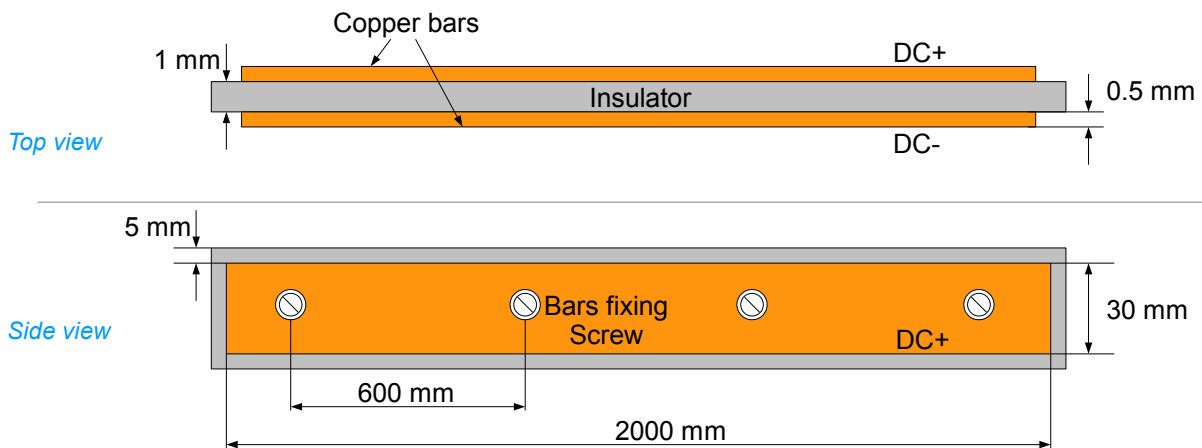 Copper bars
DC+
1 mm
0.5 mm
Insulator
Top view
DC-
5 mm
Bars fixing
Screw
30 mm
Side view
DC+
600 mm
2000 mm